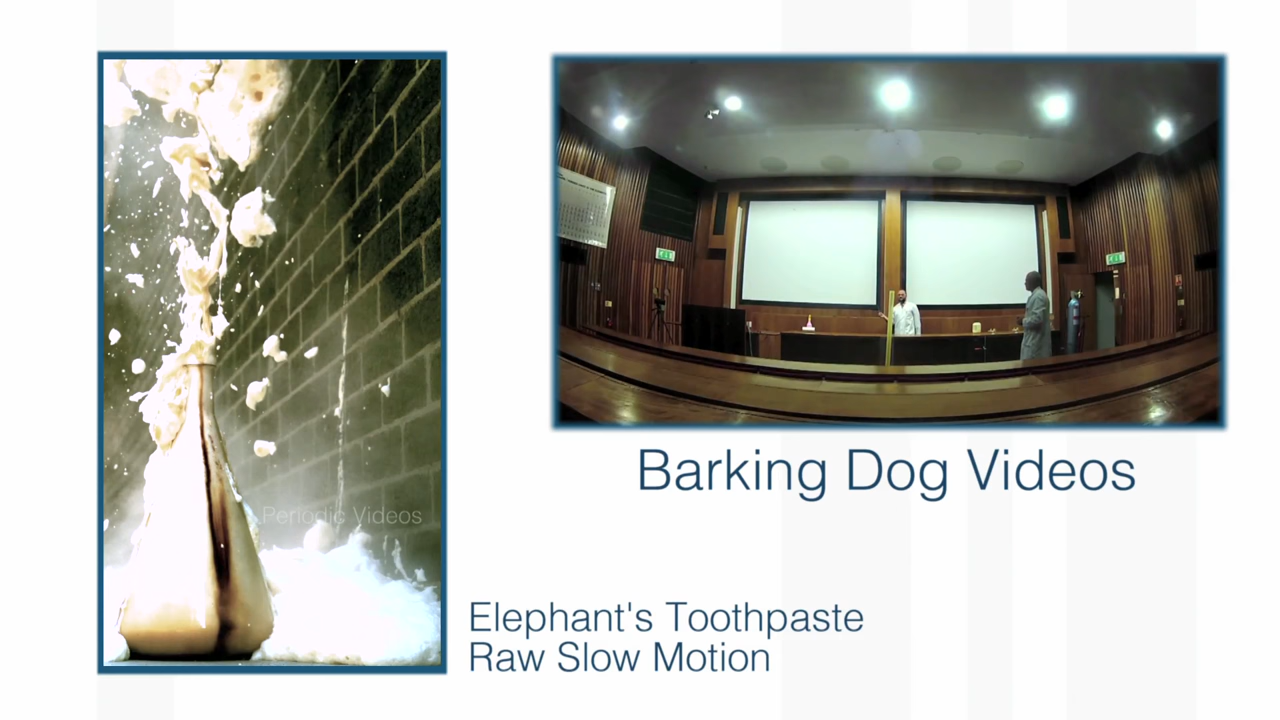 Periodic Videos
Barking Dog Videos
Elephant's Toothpaste
Raw Slow Motion